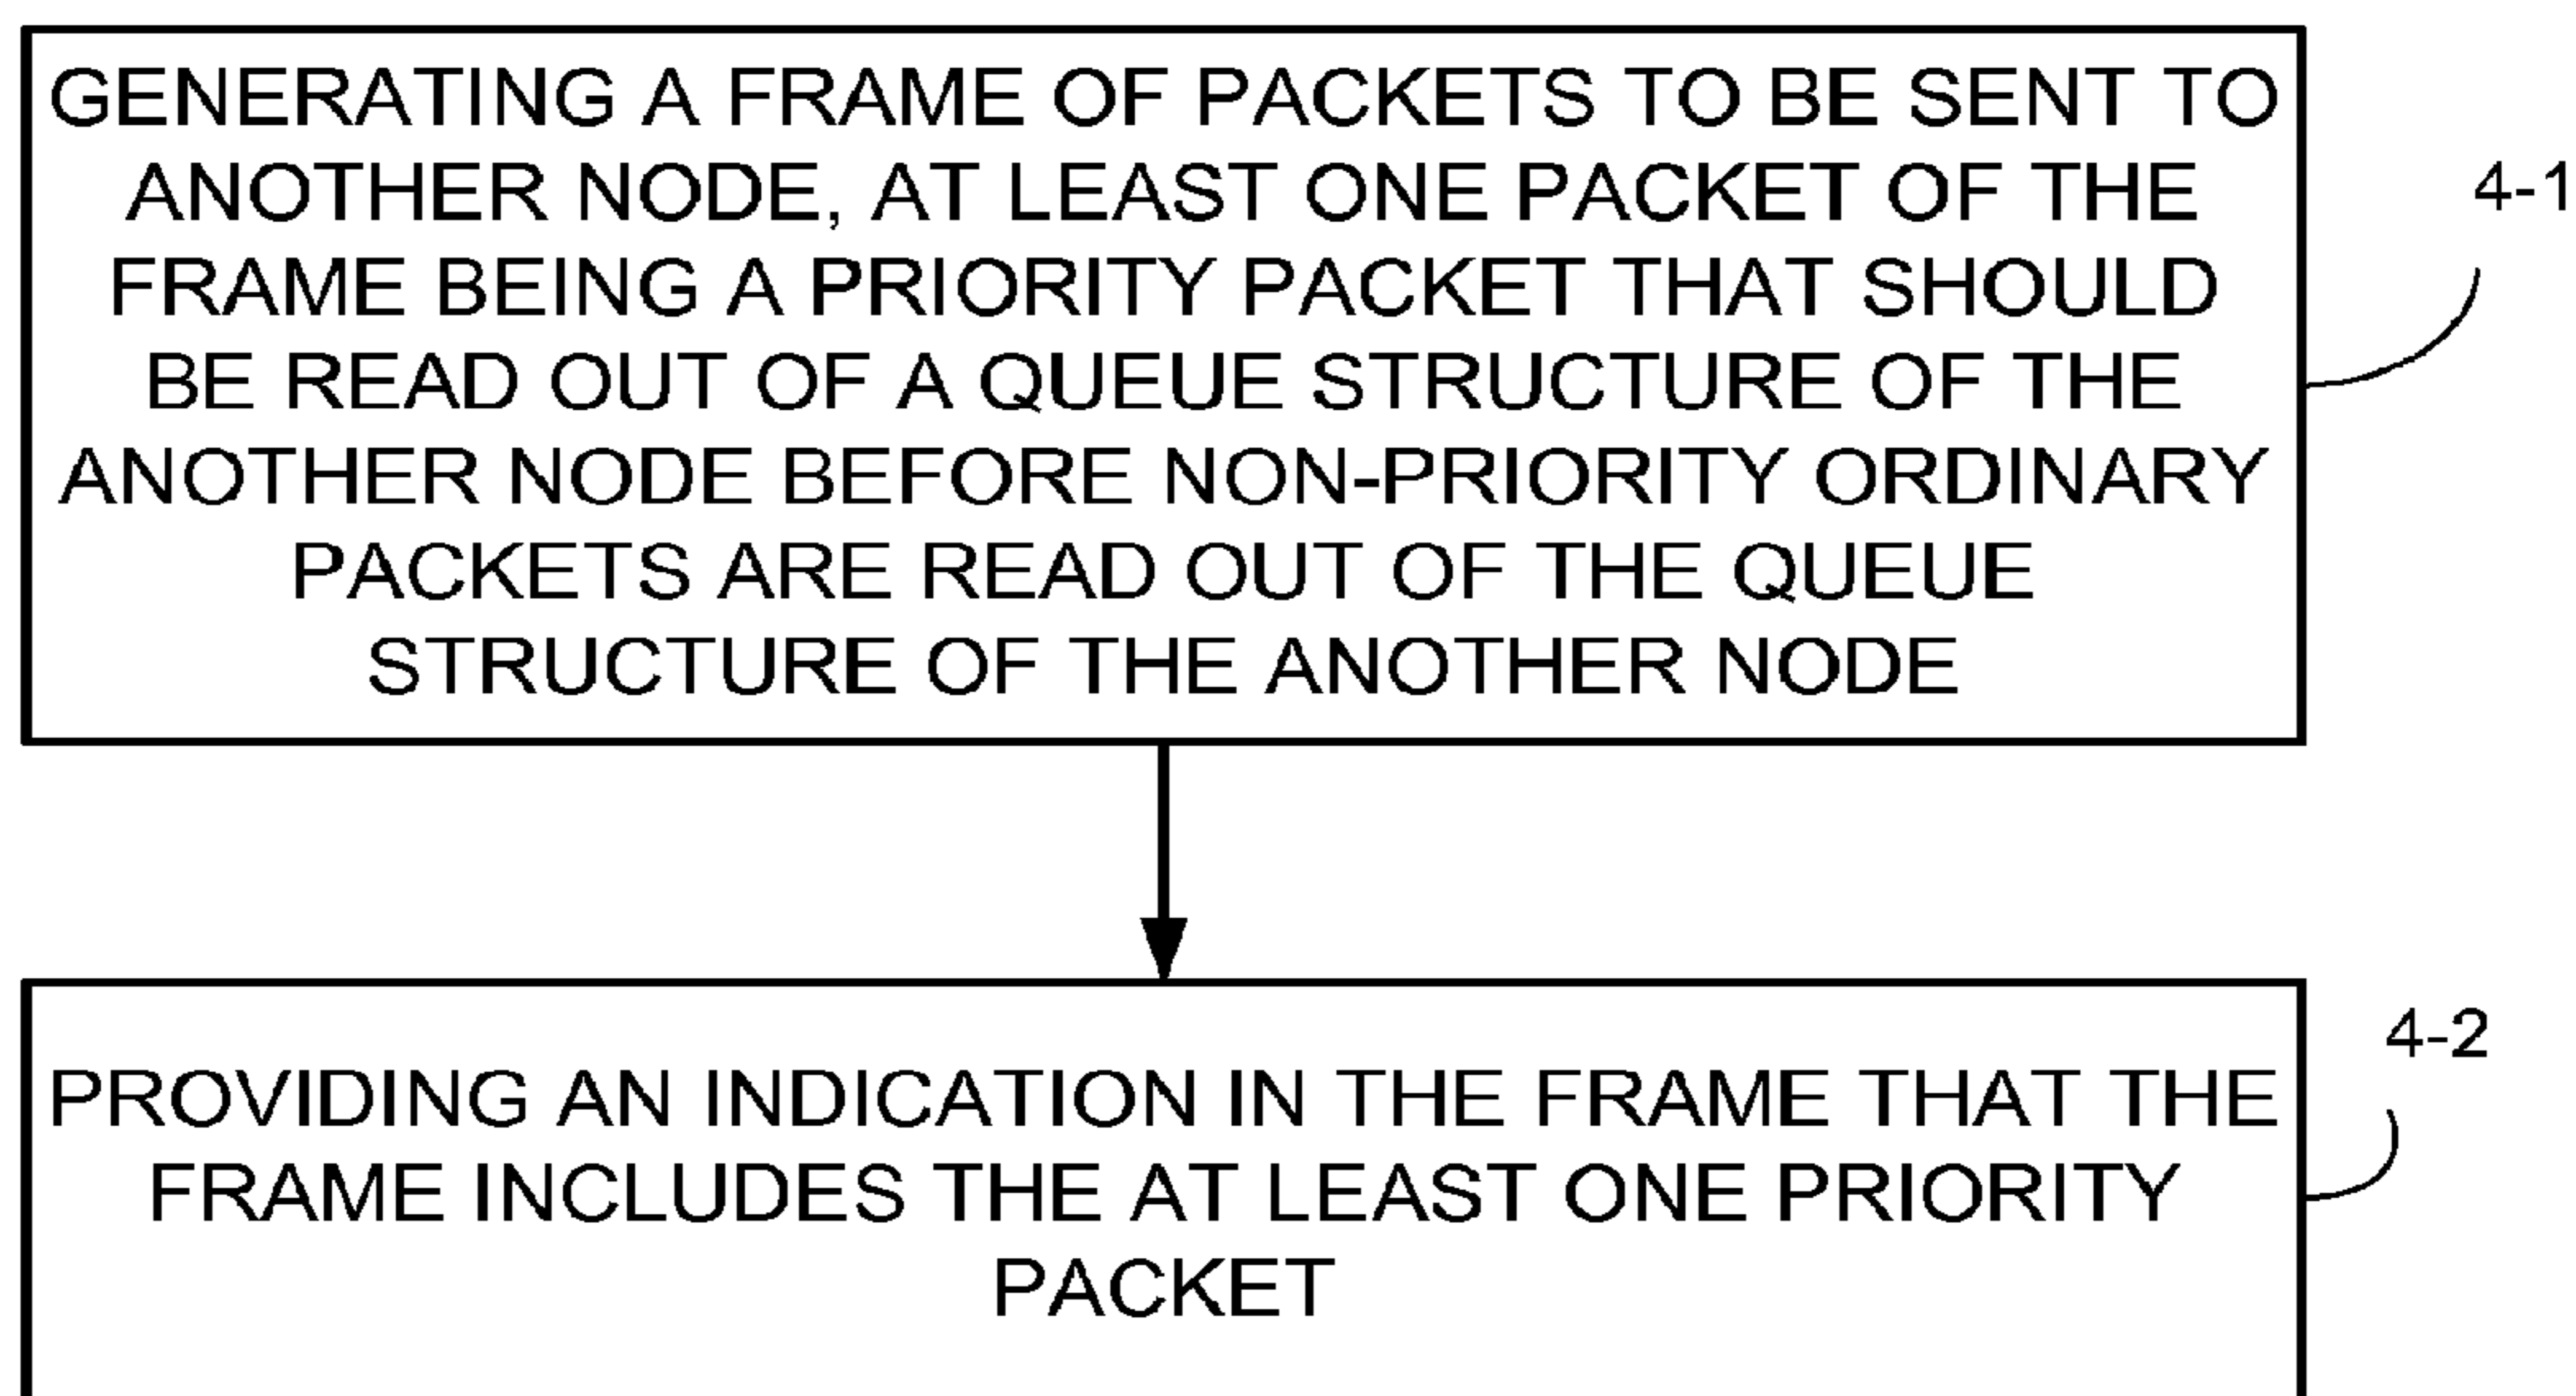 GENERATING A FRAME OF PACKETS TO BE SENT TO
ANOTHER NODE, AT LEAST ONE PACKET OF THE
FRAME BEING A PRIORITY PACKET THAT SHOULD
BE READ OUT OF A QUEUE STRUCTURE OF THE
ANOTHER NODE BEFORE NON-PRIORITY ORDINARY
PACKETS ARE READ OUT OF THE QUEUE
STRUCTURE OF THE ANOTHER NODE
4-1
PROVIDING AN INDICATION IN THE FRAME THAT THE
FRAME INCLUDES THE AT LEAST ONE PRIORITY
PACKET
4-2